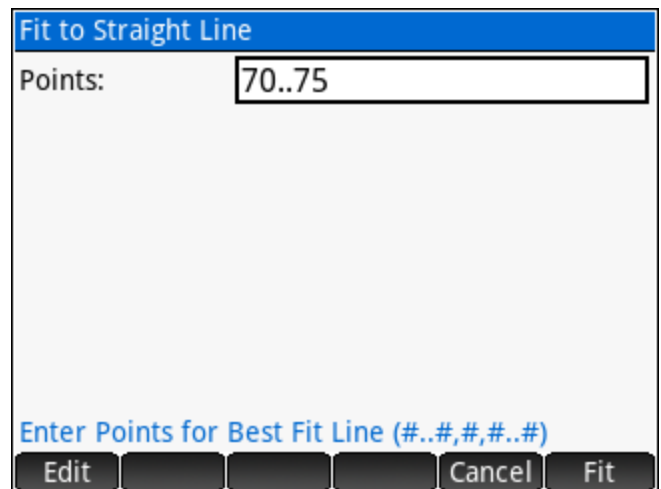 Fit to Straight Line
Points: 70..75
Enter Points for Best Fit Line (#..#,#,#..#)
Edit Cancel Fit